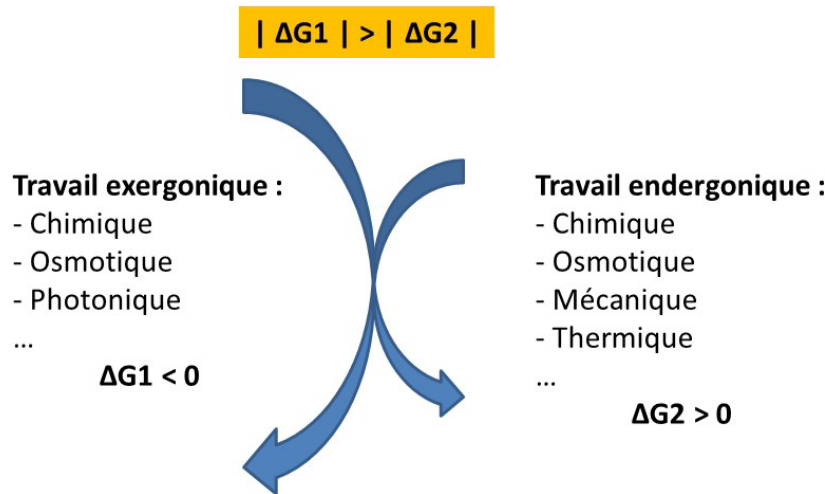 | ΔG1 | > | ΔG2 |
Travail exergonique :
- Chimique
- Osmotique
- Photonique
...
ΔG1 < 0
Travail endergonique :
- Chimique
- Osmotique
- Mécanique
- Thermique
...
ΔG2 > 0